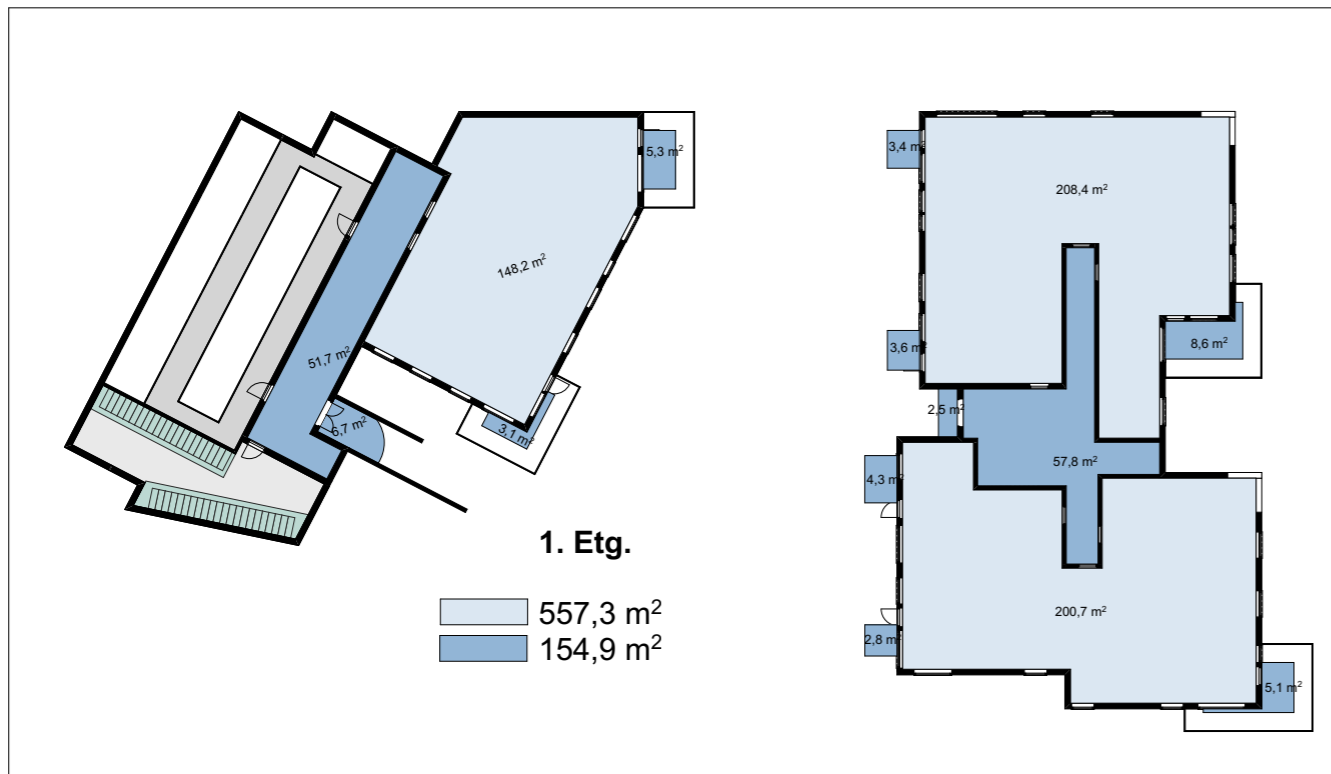 5,3 m²
148,2 m²
51,7 m²
6,7 m²
3,1 m²
3,4 m²
208,4 m²
3,6 m²
8,6 m²
2,5 m²
57,8 m²
4,3 m²
200,7 m²
2,8 m²
5,1 m²
1. Etg.
557,3 m²
154,9 m²